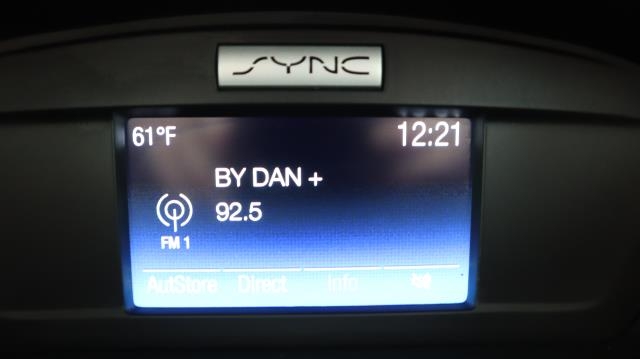 SYNC
61°F 12:21
BY DAN +
92.5
FM 1
AutStore Direct Info